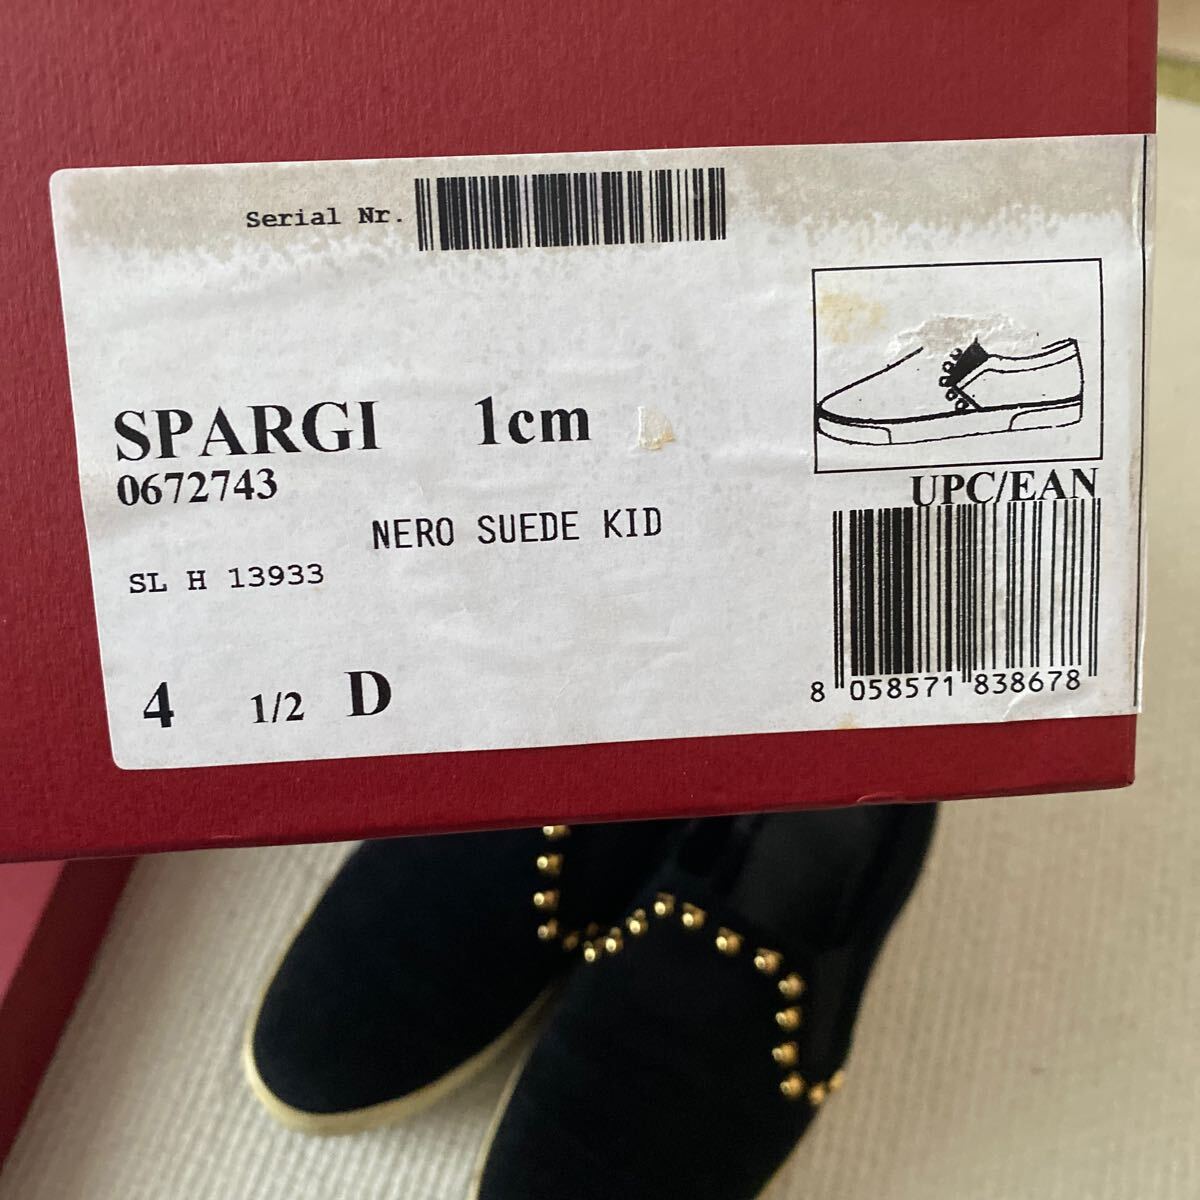 Serial Nr.
SPARGI 1cm
0672743
NERO SUEDE KID
SL H 13933
4 1/2 D
UPC/EAN
8 058571 838678